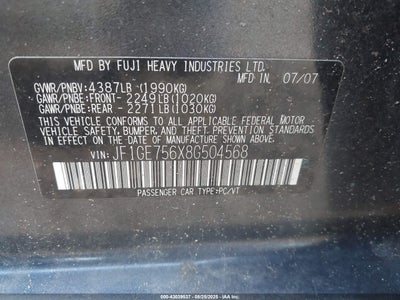 MFD BY FUJI HEAVY INDUSTRIES LTD.
MFD IN 07/07
GVWR/PNBV:4387LB (1990KG)
GAWR/PNBE:FRONT- 2249LB(1020KG)
GAWR/PNBE:REAR - 2271LB(1030KG)
THIS VEHICLE CONFORMS TO ALL APPLICABLE FEDERAL MOTOR
VEHICLE SAFETY, BUMPER, AND THEFT PREVENTION STANDARDS
IN EFFECT ON THE DATE OF MANUFACTURE SHOWN ABOVE.
VIN: JF1GE756X8G504568
PASSENGER CAR TYPE:PC/VT